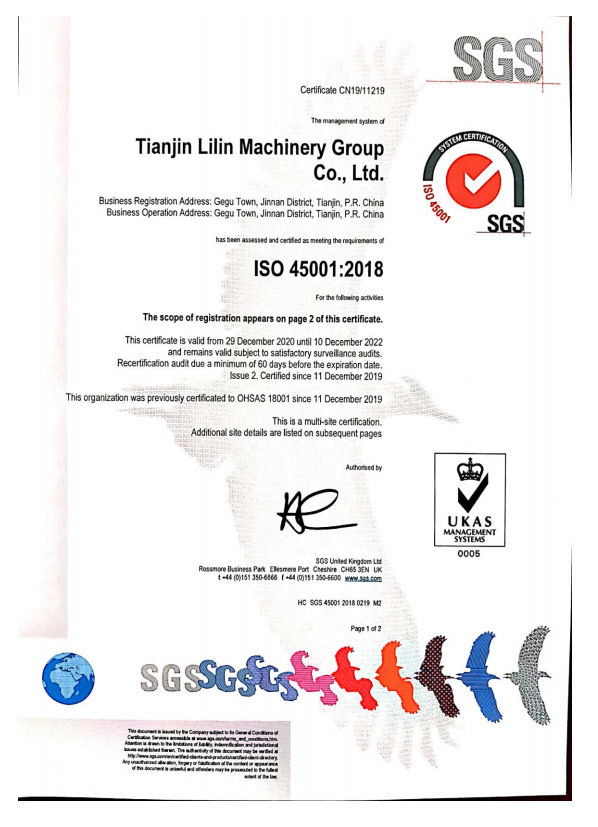 SGS
Certificate CN19/11219
The management system of
Tianjin Lilin Machinery Group
Co., Ltd.
Business Registration Address: Gegu Town, Jinnan District, Tianjin, P.R. China
Business Operation Address: Gegu Town, Jinnan District, Tianjin, P.R. China
has been assessed and certified as meeting the requirements of
ISO 45001:2018
For the following activities
The scope of registration appears on page 2 of this certificate.
This certificate is valid from 29 December 2020 until 10 December 2022
and remains valid subject to satisfactory surveillance audits.
Recertification audit due a minimum of 60 days before the expiration date.
Issue 2. Certified since 11 December 2019
This organization was previously certificated to OHSAS 18001 since 11 December 2019
This is a multi-site certification.
Additional site details are listed on subsequent pages
Authorised by
SGS United Kingdom Ltd
Rossmore Business Park Ellesmere Port Cheshire CH65 3EN UK
t +44 (0)151 350-6666 f +44 (0)151 350-6600 www.sgs.com
HC SGS 45001 2018 0219 M2
Page 1 of 2
SYSTEM CERTIFICATION
ISO 45001
SGS
UKAS
MANAGEMENT
SYSTEMS
0005
SGSSGS
This document is issued by the Company subject to its General Conditions of
Certification Services accessible at www.sgs.com/terms_and_conditions.htm.
Attention is drawn to the limitations of liability, indemnification and jurisdictional
issues established therein. The authenticity of this document may be verified at
http://www.sgs.com/en/certified-clients-and-products/certified-client-directory.
Any unauthorized alteration, forgery or falsification of the content or appearance
of this document is unlawful and offenders may be prosecuted to the fullest
extent of the law.